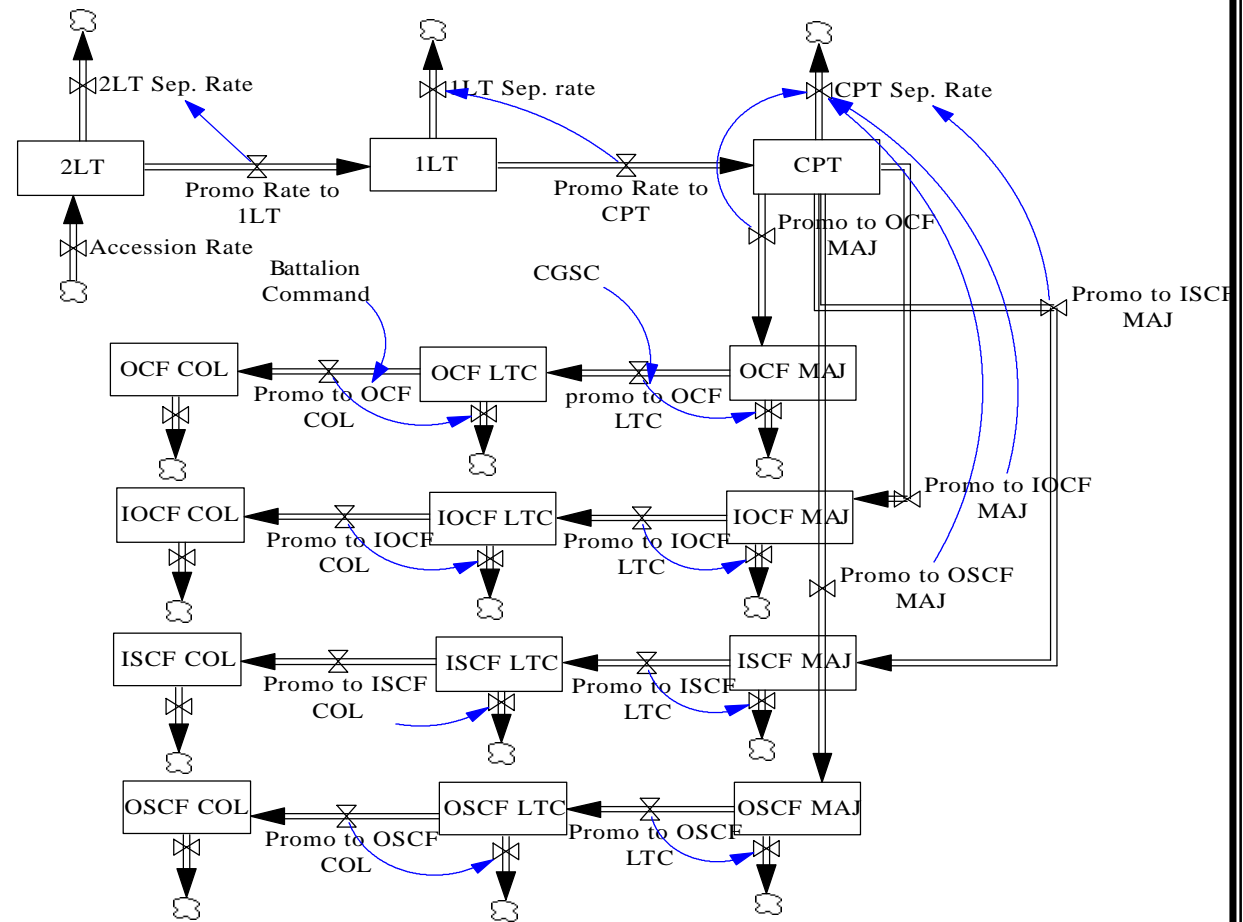 2LT Sep. Rate
1LT Sep. rate
CPT Sep. Rate
2LT
1LT
CPT
Promo Rate to
1LT
Promo Rate to
CPT
Promo to OCF
MAJ
Accession Rate
Battalion
Command
CGSC
Promo to ISCF
MAJ
OCF COL
OCF LTC
OCF MAJ
Promo to OCF
COL
promo to OCF
LTC
Promo to IOCF
MAJ
IOCF COL
IOCF LTC
IOCF MAJ
Promo to IOCF
COL
Promo to IOCF
LTC
Promo to OSCF
MAJ
ISCF COL
ISCF LTC
ISCF MAJ
Promo to ISCF
COL
Promo to ISCF
LTC
OSCF COL
OSCF LTC
OSCF MAJ
Promo to OSCF
COL
Promo to OSCF
LTC